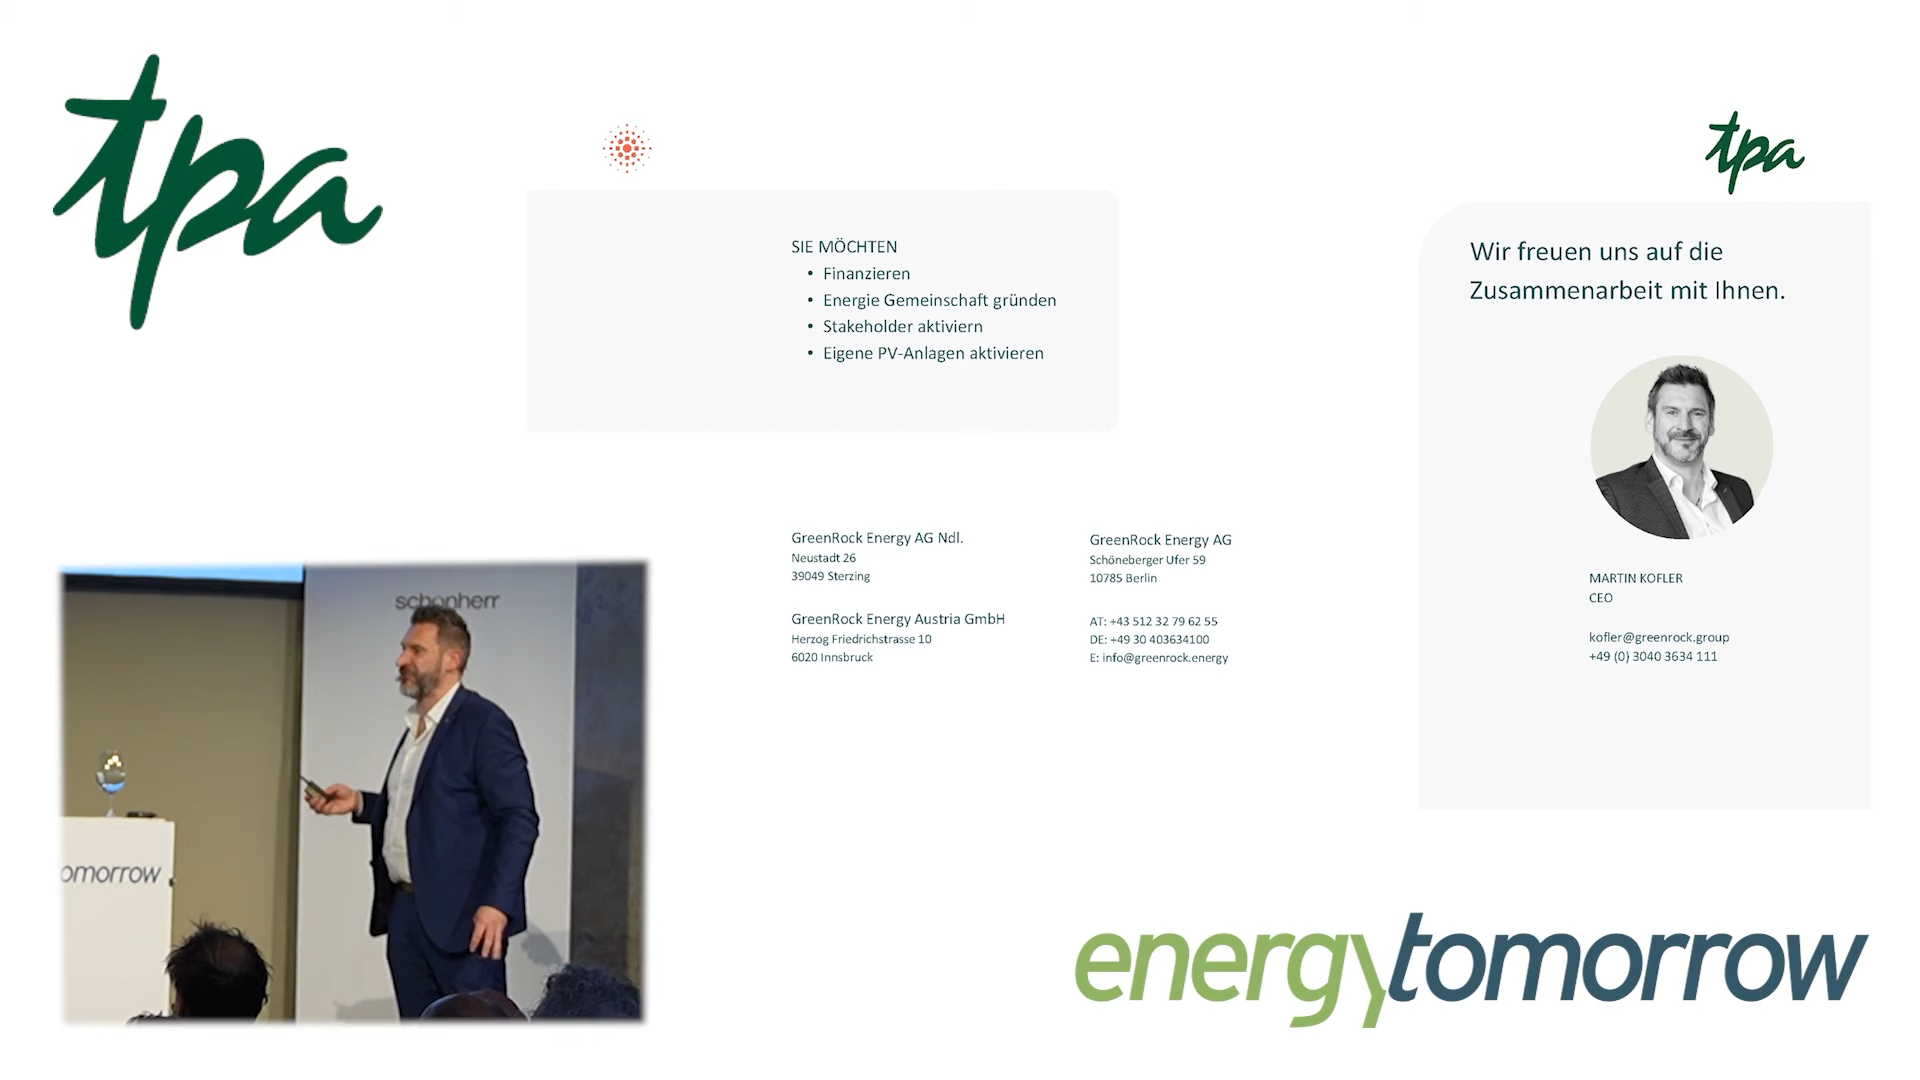 tpa
tpa
SIE MÖCHTEN
• Finanzieren
• Energie Gemeinschaft gründen
• Stakeholder aktiviern
• Eigene PV-Anlagen aktivieren
Wir freuen uns auf die
Zusammenarbeit mit Ihnen.
MARTIN KOFLER
CEO
kofler@greenrock.group
+49 (0) 3040 3634 111
GreenRock Energy AG Ndl.
Neustadt 26
39049 Sterzing
GreenRock Energy Austria GmbH
Herzog Friedrichstrasse 10
6020 Innsbruck
GreenRock Energy AG
Schöneberger Ufer 59
10785 Berlin
AT: +43 512 32 79 62 55
DE: +49 30 403634100
E: info@greenrock.energy
schonherr
omorrow
energytomorrow